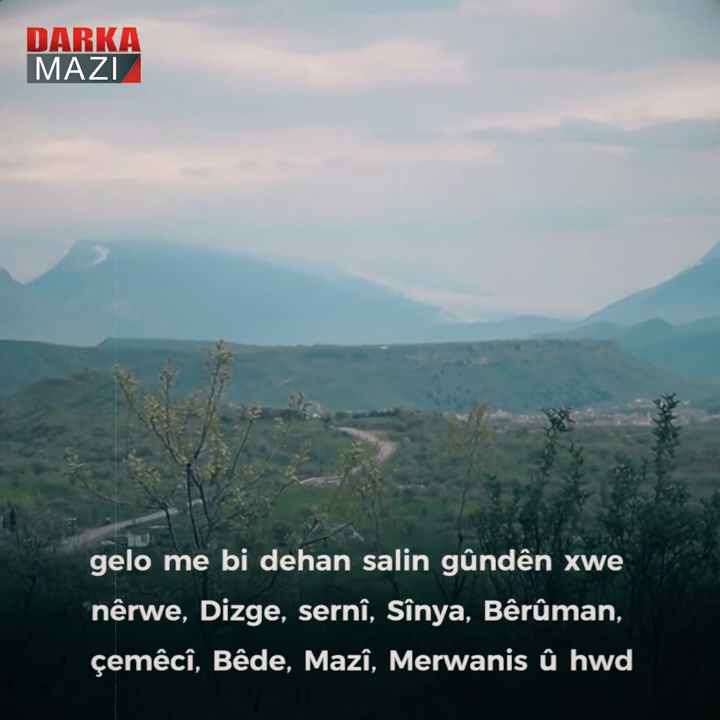 DARKA
MAZI
gelo me bi dehan salin gûndên xwe
nêrwe, Dizge, sernî, Sînya, Bêrûman,
çemêcî, Bêde, Mazî, Merwanis û hwd